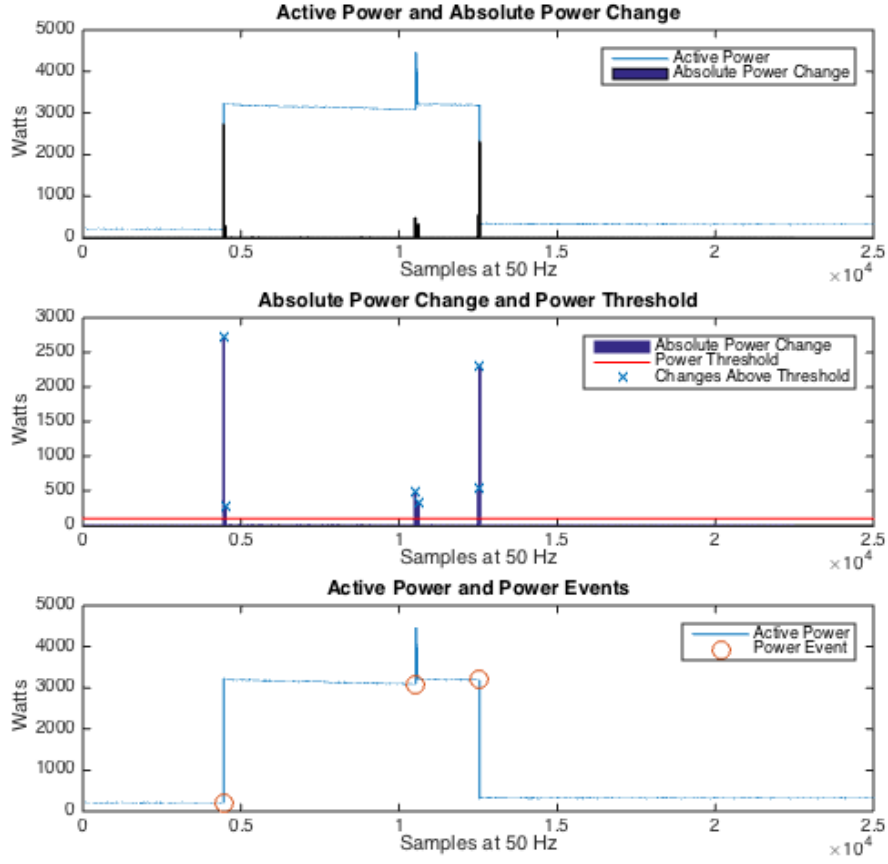 Active Power and Absolute Power Change
5000
4000
3000
2000
1000
0
Watts
Active Power
Absolute Power Change
0 0.5 1 1.5 2 2.5
Samples at 50 Hz
×10^4
Absolute Power Change and Power Threshold
3000
2500
2000
1500
1000
500
0
Watts
Absolute Power Change
Power Threshold
Changes Above Threshold
0 0.5 1 1.5 2 2.5
Samples at 50 Hz
×10^4
Active Power and Power Events
5000
4000
3000
2000
1000
0
Watts
Active Power
Power Event
0 0.5 1 1.5 2 2.5
Samples at 50 Hz
×10^4